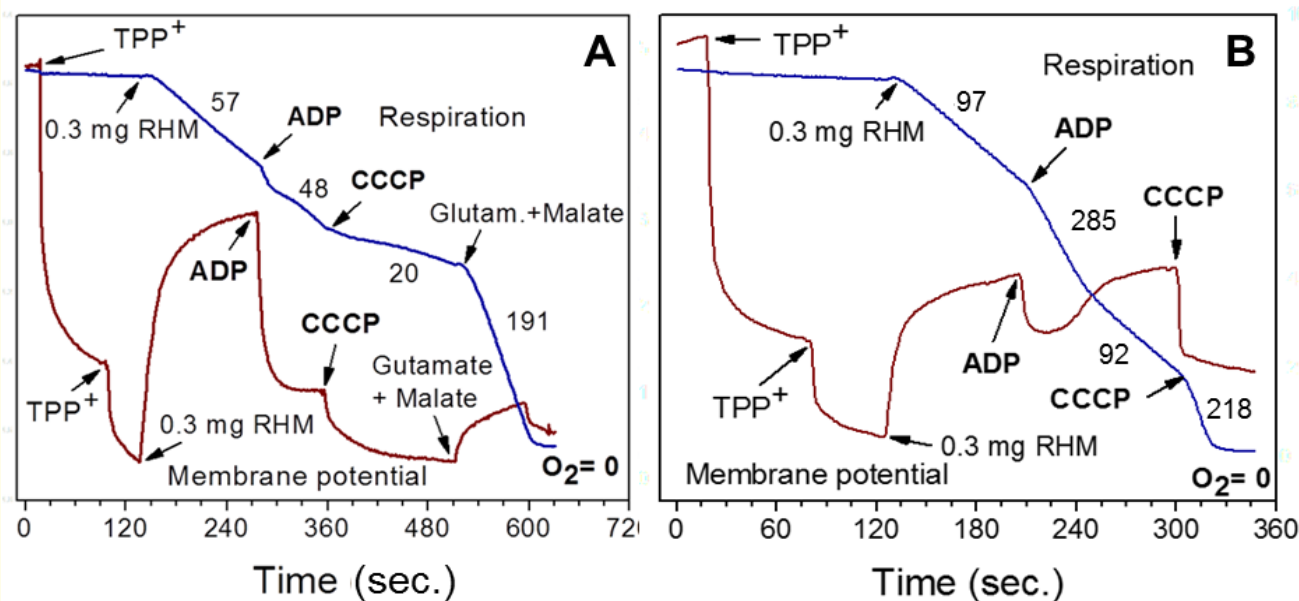 A
TPP+
0.3 mg RHM
57
ADP
Respiration
48
CCCP
Glutam.+Malate
ADP
20
191
CCCP
Gutamate
+ Malate
TPP+
0.3 mg RHM
Membrane potential
O2= 0
0 120 240 360 480 600 720
Time (sec.)
B
TPP+
Respiration
0.3 mg RHM
97
ADP
CCCP
285
ADP
92
TPP+
CCCP
218
0.3 mg RHM
Membrane potential
O2= 0
0 60 120 180 240 300 360
Time (sec.)